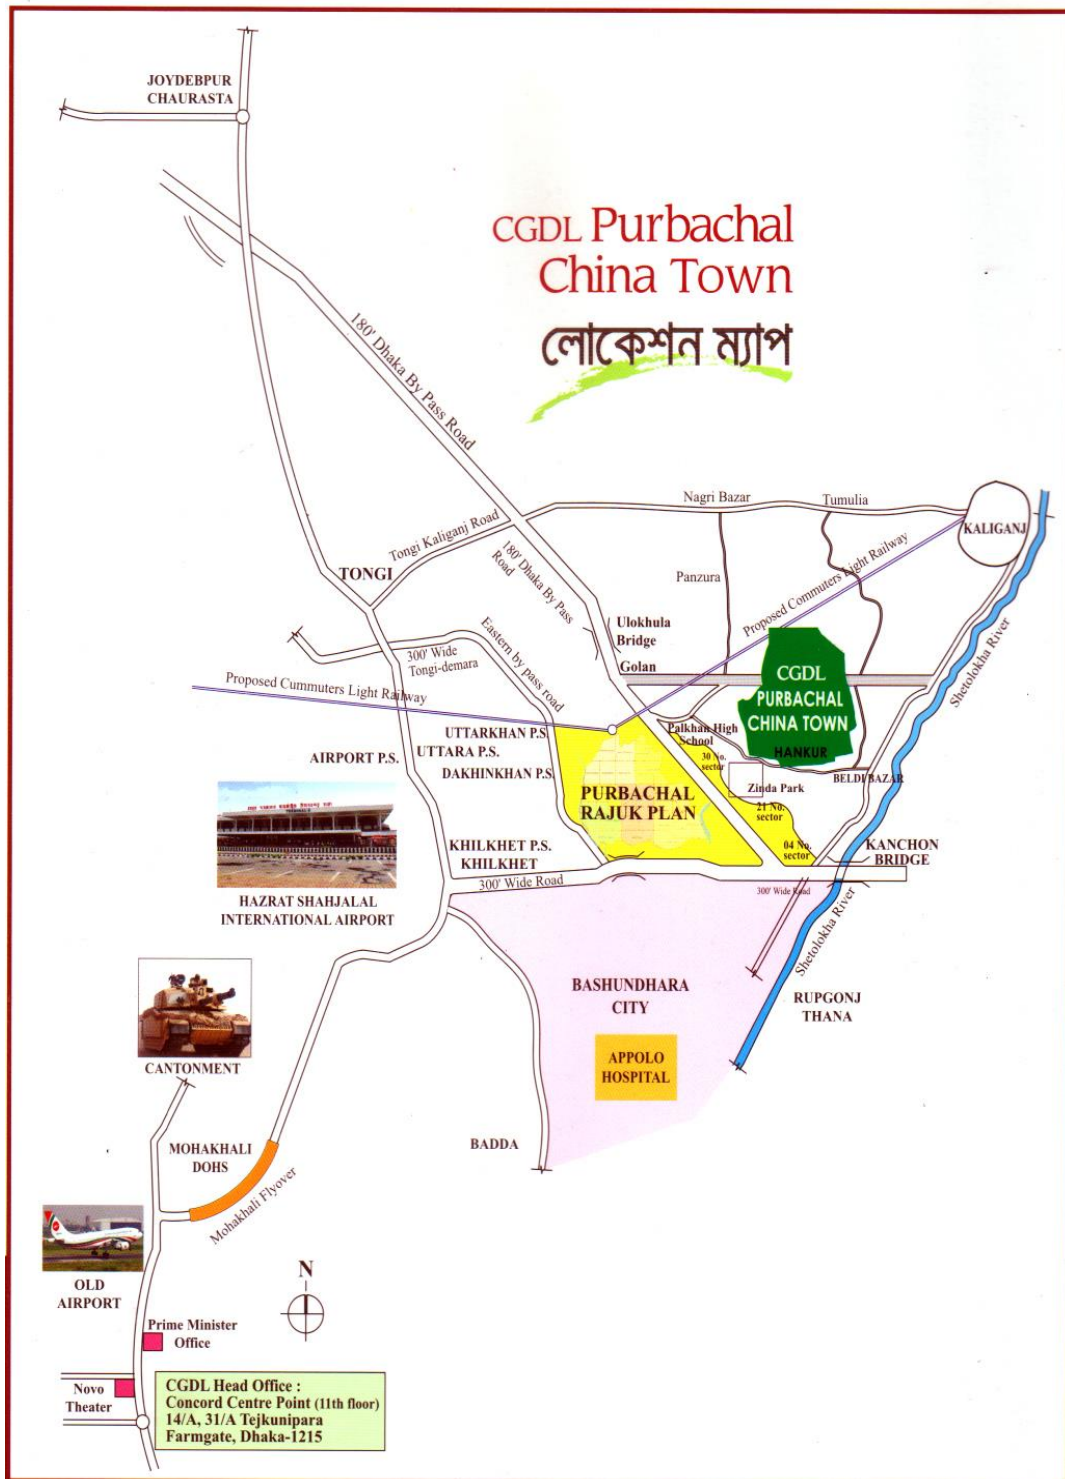 JOYDEBPUR
CHAURASTA
CGDL Purbachal
China Town
লোকেশন ম্যাপ
180' Dhaka By Pass Road
Nagri Bazar
Tumulia
KALIGANJ
Tongi Kaliganj Road
180' Dhaka By Pass
Road
TONGI
Panzura
Proposed Commuters Light Railway
Ulokhula
Bridge
Golan
Eastern by pass road
300' Wide
Tongi-demara
Proposed Cummuters Light Railway
CGDL
PURBACHAL
CHINA TOWN
HANKUR
Shetolokha River
UTTARKHAN P.S.
UTTARA P.S.
DAKHINKHAN P.S.
AIRPORT P.S.
Palkhan High
School
30 No.
sector
BELDI BAZAR
Zinda Park
PURBACHAL
RAJUK PLAN
21 No.
sector
04 No.
sector
KANCHON
BRIDGE
KHILKHET P.S.
KHILKHET
300' Wide Road
300' Wide Road
HAZRAT SHAHJALAL
INTERNATIONAL AIRPORT
Shetolokha River
BASHUNDHARA
CITY
RUPGONJ
THANA
APPOLO
HOSPITAL
CANTONMENT
BADDA
MOHAKHALI
DOHS
Mohakhali Flyover
OLD
AIRPORT
N
Prime Minister
Office
Novo
Theater
CGDL Head Office :
Concord Centre Point (11th floor)
14/A, 31/A Tejkunipara
Farmgate, Dhaka-1215